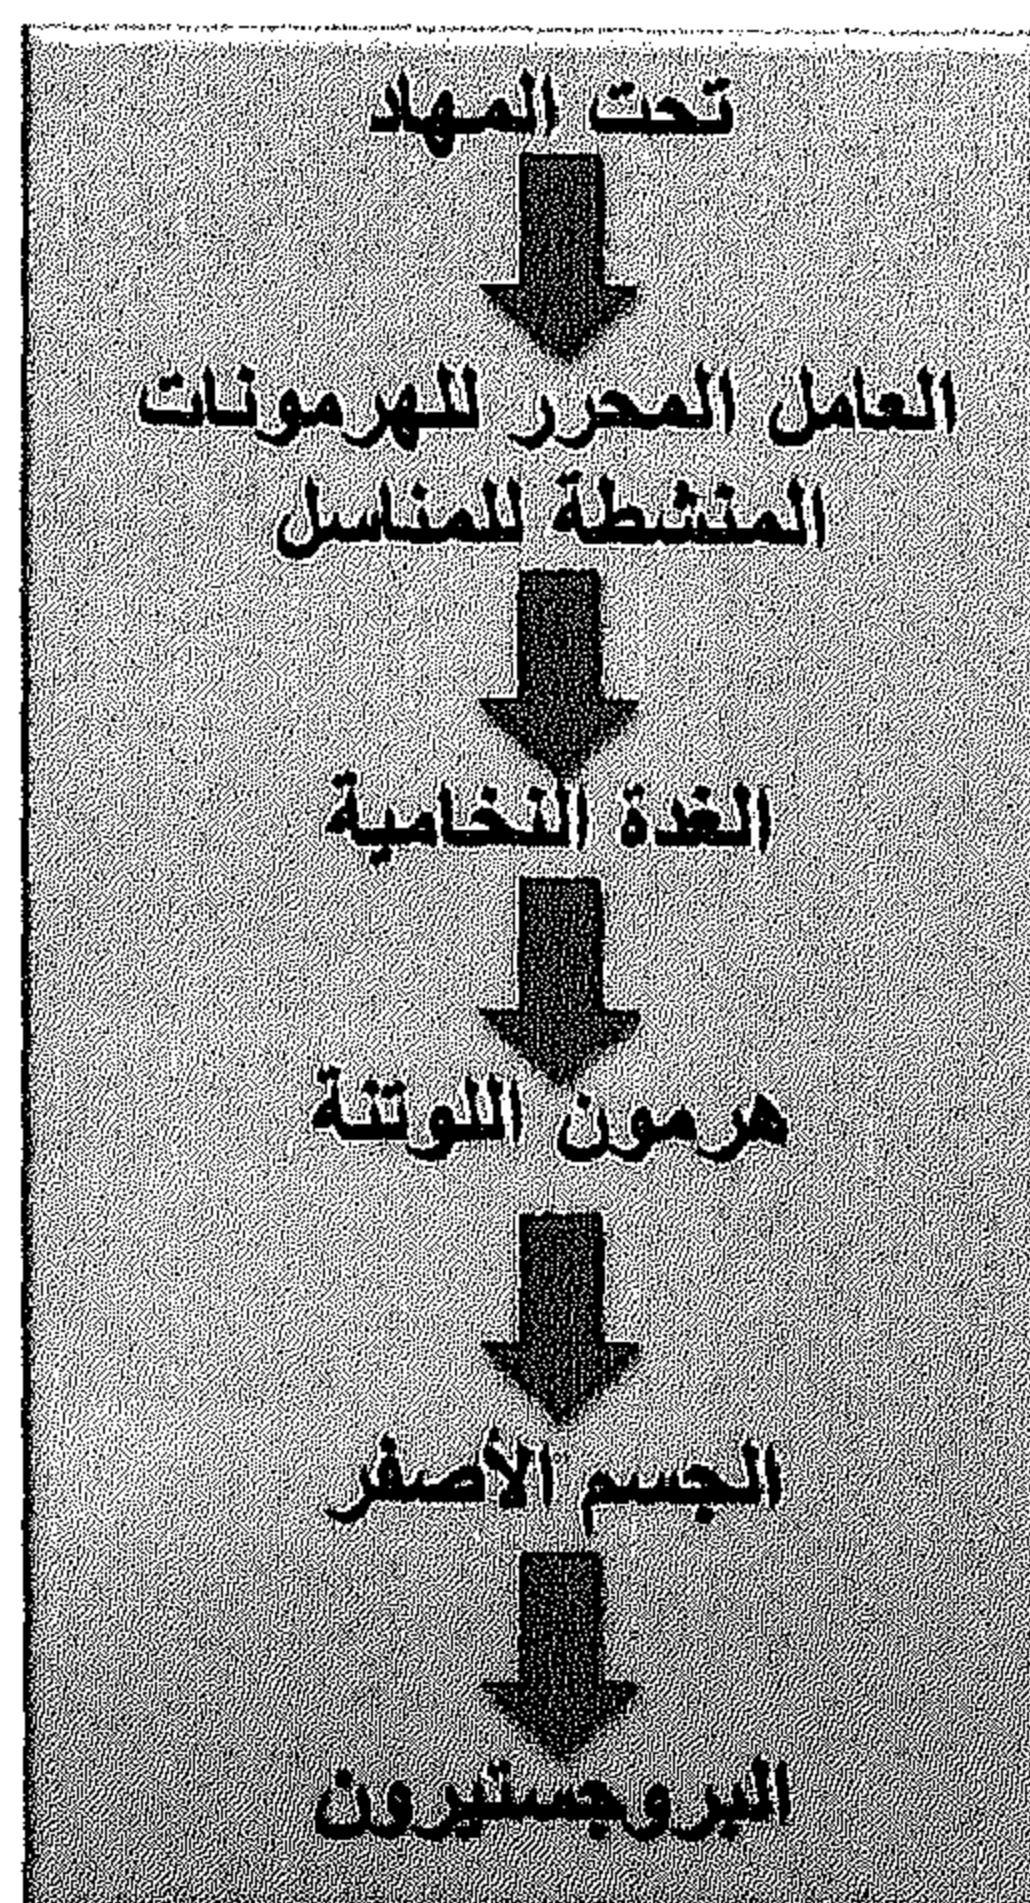 تحت المهاد
العامل المحرر للهرمونات
المنشطة للمناسل
الغدة النخامية
هرمون اللوتنة
الجسم الأصفر
البروجستيرون